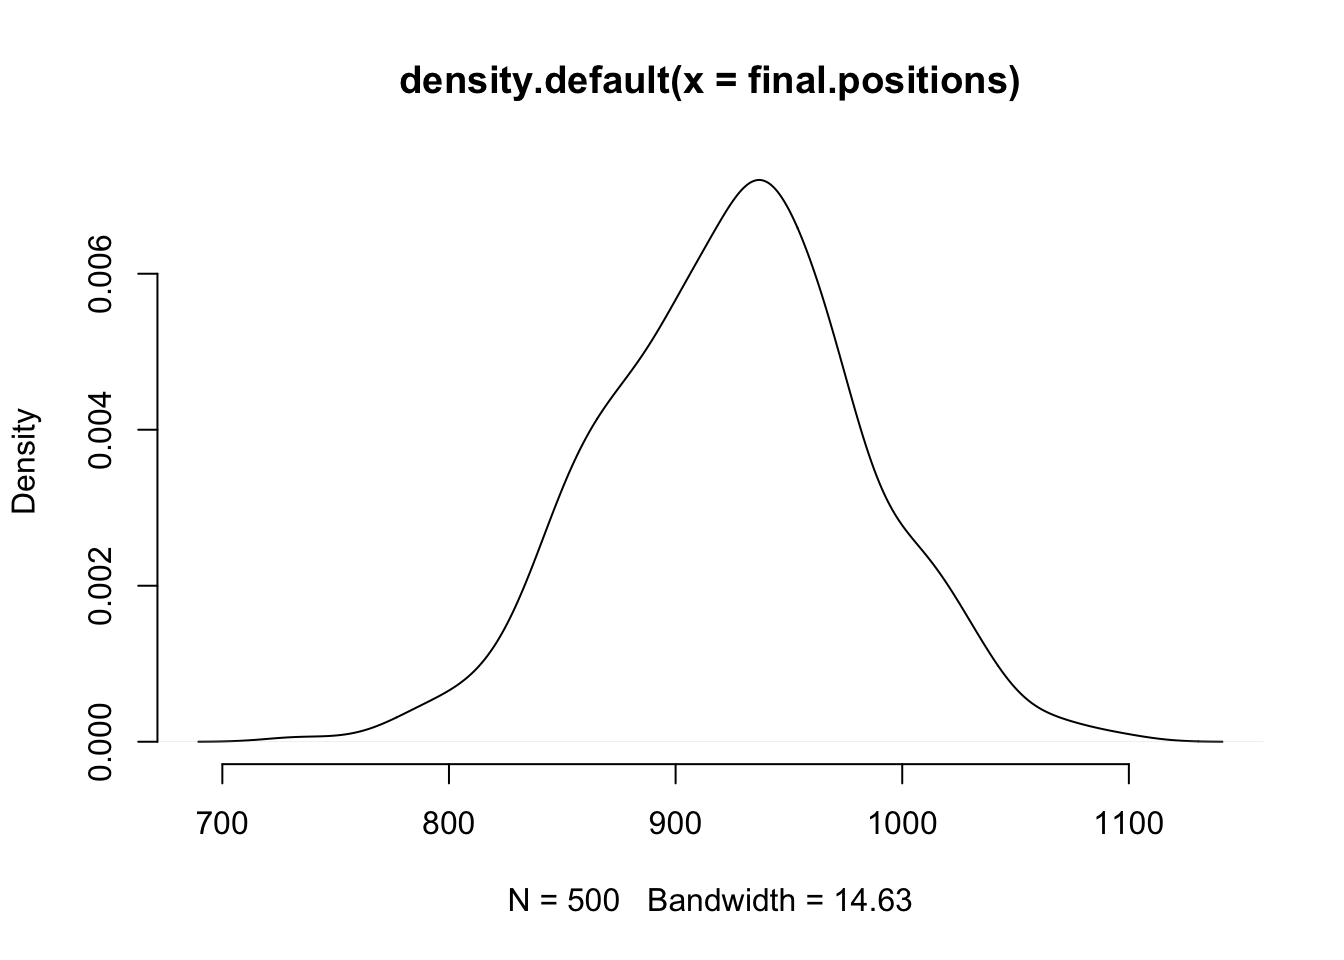 density.default(x = final.positions)
Density
0.006
0.004
0.002
0.000
700 800 900 1000 1100
N = 500 Bandwidth = 14.63